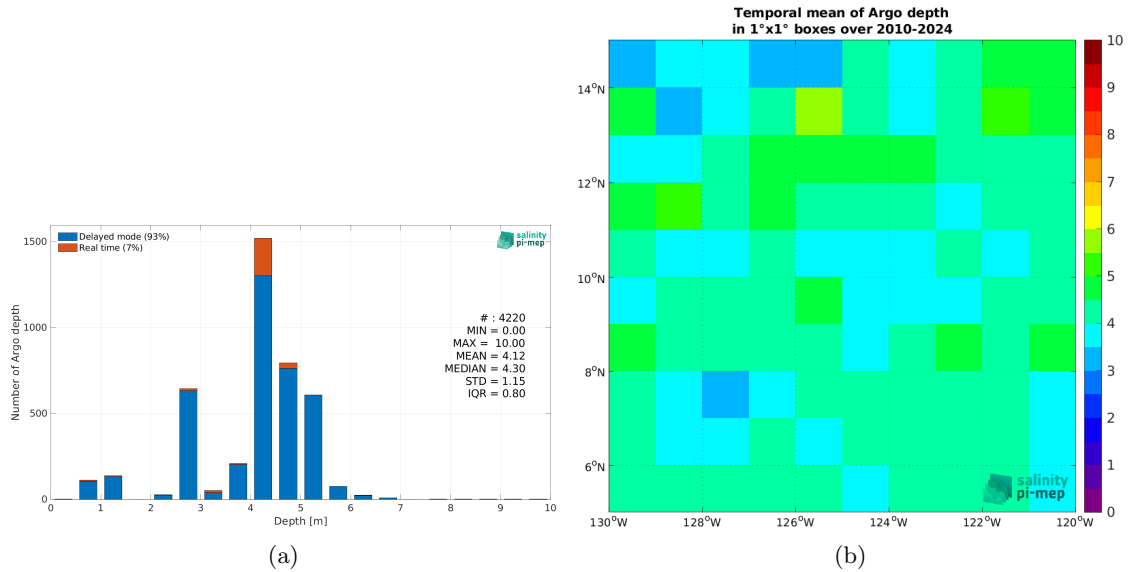 Delayed mode (93%)
Real time (7%)
salinity
pi-mep
Number of Argo depth
1500
1000
500
0
# : 4220
MIN = 0.00
MAX = 10.00
MEAN = 4.12
MEDIAN = 4.30
STD = 1.15
IQR = 0.80
0 1 2 3 4 5 6 7 8 9 10
Depth [m]
(a)
Temporal mean of Argo depth
in 1°x1° boxes over 2010-2024
14°N
12°N
10°N
8°N
6°N
130°W 128°W 126°W 124°W 122°W 120°W
salinity
pi-mep
10
9
8
7
6
5
4
3
2
1
0
(b)